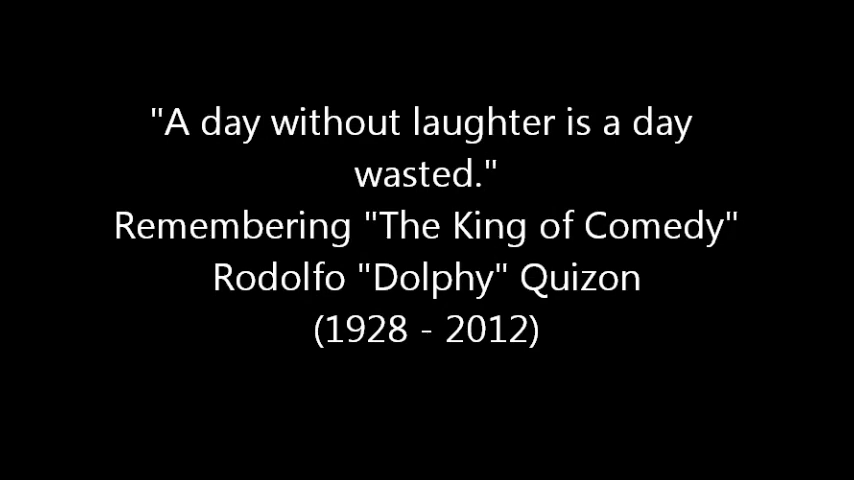 "A day without laughter is a day
wasted."
Remembering "The King of Comedy"
Rodolfo "Dolphy" Quizon
(1928 - 2012)